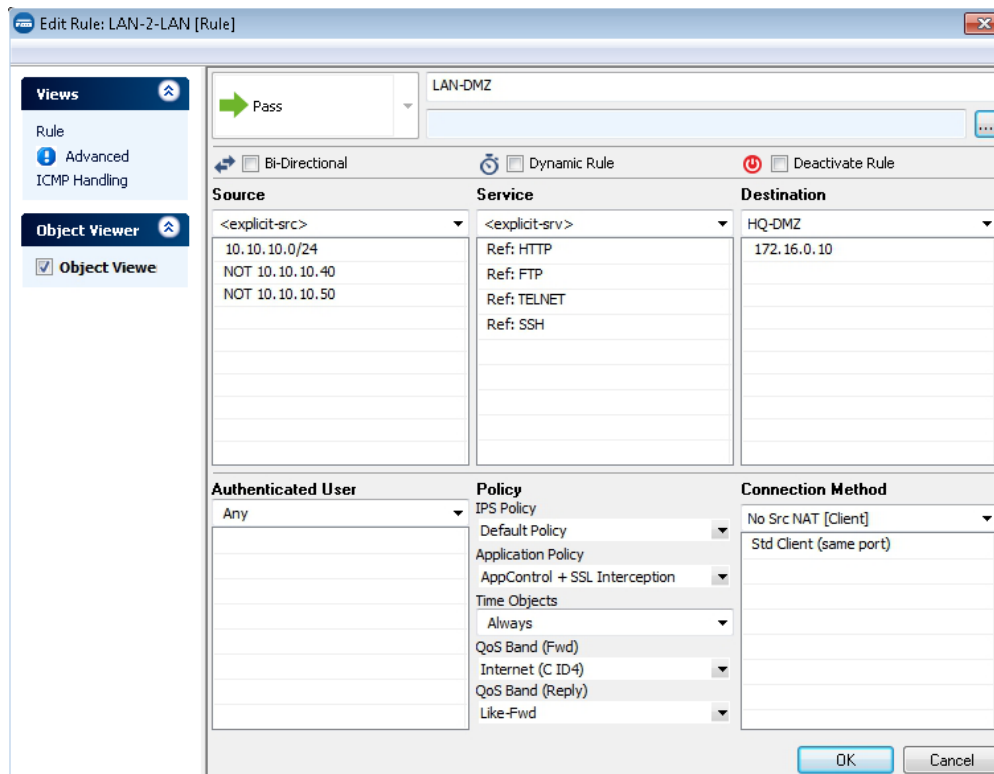 Edit Rule: LAN-2-LAN [Rule]
Views
Rule
Advanced
ICMP Handling
Object Viewer
Object Viewe
Pass
LAN-DMZ
...
Bi-Directional
Dynamic Rule
Deactivate Rule
Source
<explicit-src>
10.10.10.0/24
NOT 10.10.10.40
NOT 10.10.10.50
Service
<explicit-srv>
Ref: HTTP
Ref: FTP
Ref: TELNET
Ref: SSH
Destination
HQ-DMZ
172.16.0.10
Authenticated User
Any
Policy
IPS Policy
Default Policy
Application Policy
AppControl + SSL Interception
Time Objects
Always
QoS Band (Fwd)
Internet (C ID4)
QoS Band (Reply)
Like-Fwd
Connection Method
No Src NAT [Client]
Std Client (same port)
OK
Cancel